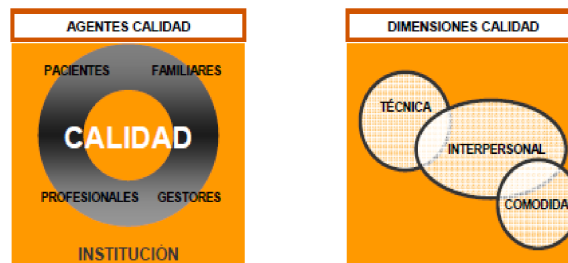 AGENTES CALIDAD
PACIENTES FAMILIARES
CALIDAD
PROFESIONALES GESTORES
INSTITUCIÓN
DIMENSIONES CALIDAD
TÉCNICA
INTERPERSONAL
COMODIDA